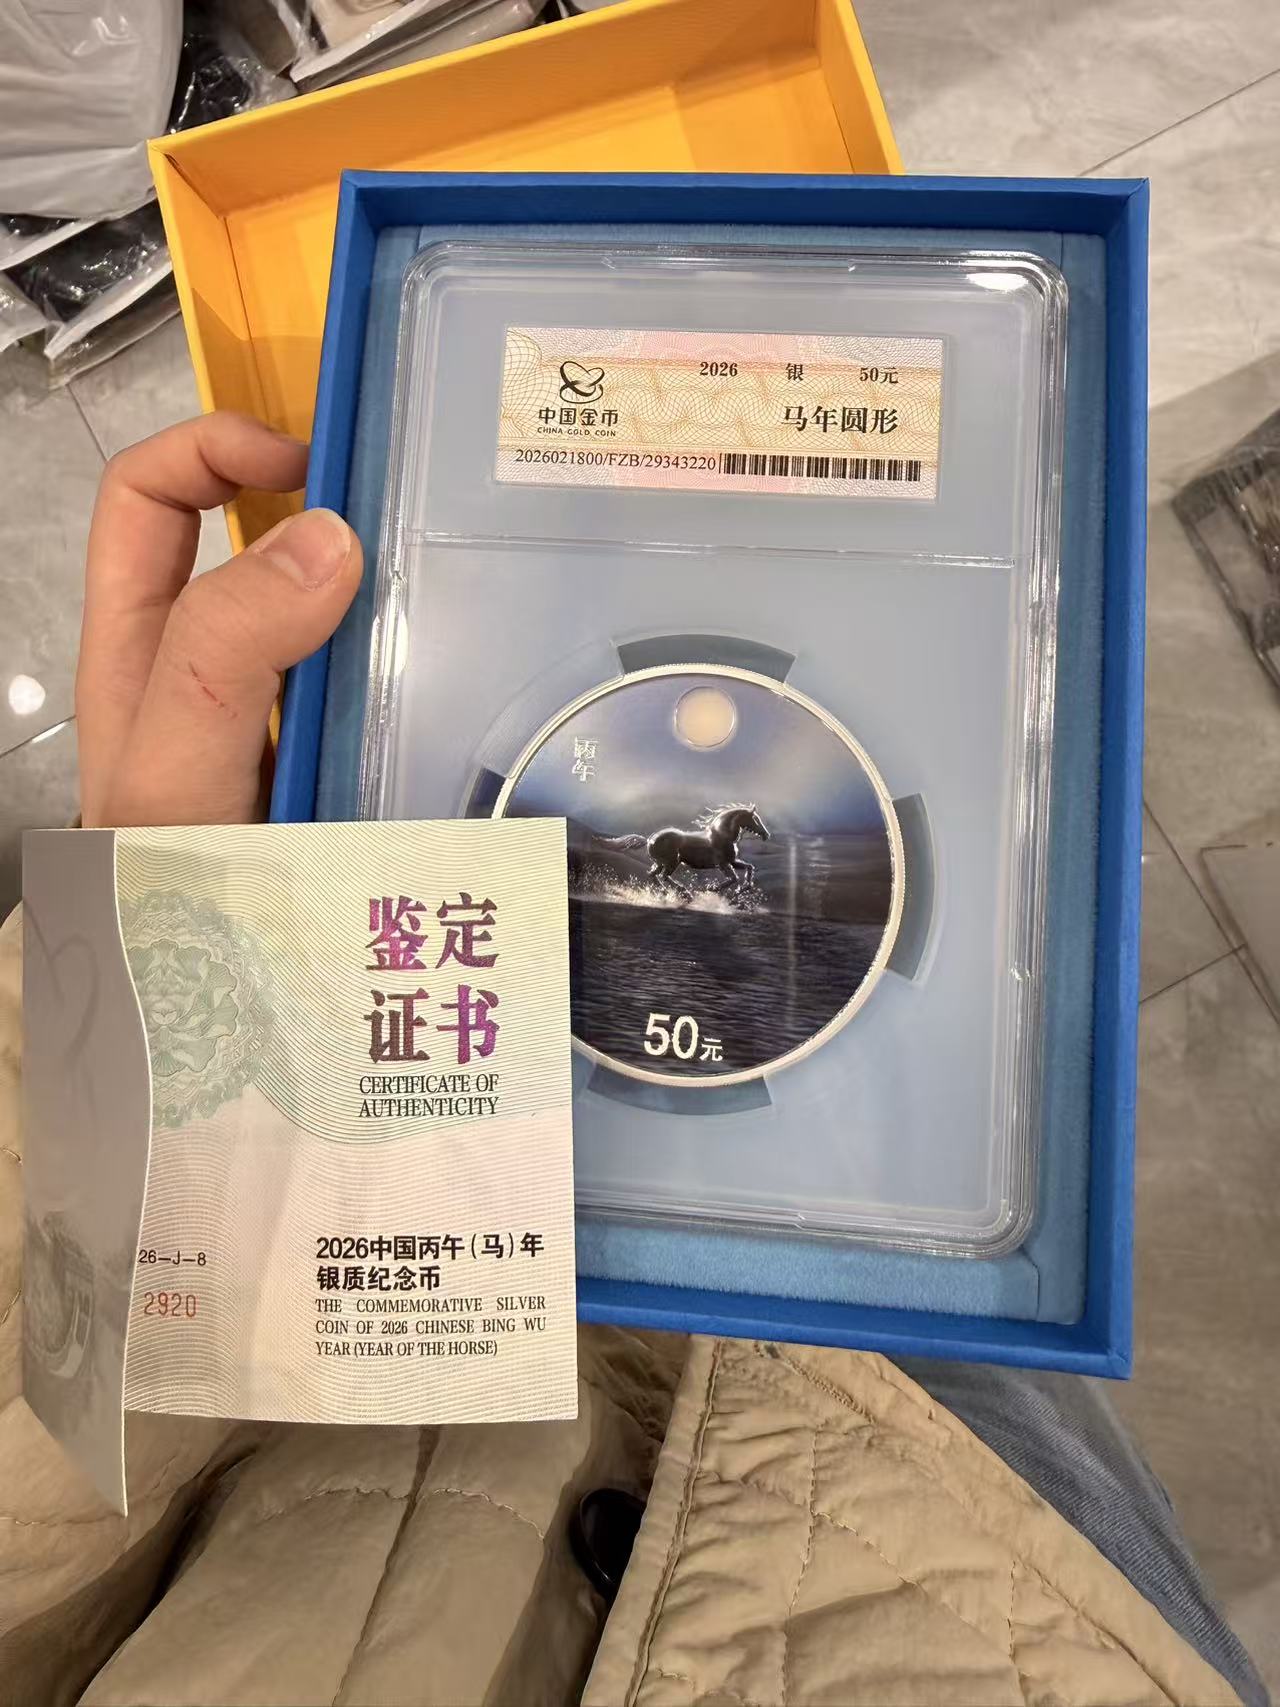 2026 银 50元
中国金币
CHINA GOLD COIN
马年圆形
2026021800/FZB/29343220
丙午
50元
鉴定
证书
CERTIFICATE OF
AUTHENTICITY
26-J-8
2920
2026中国丙午(马)年
银质纪念币
THE COMMEMORATIVE SILVER
COIN OF 2026 CHINESE BING WU
YEAR (YEAR OF THE HORSE)